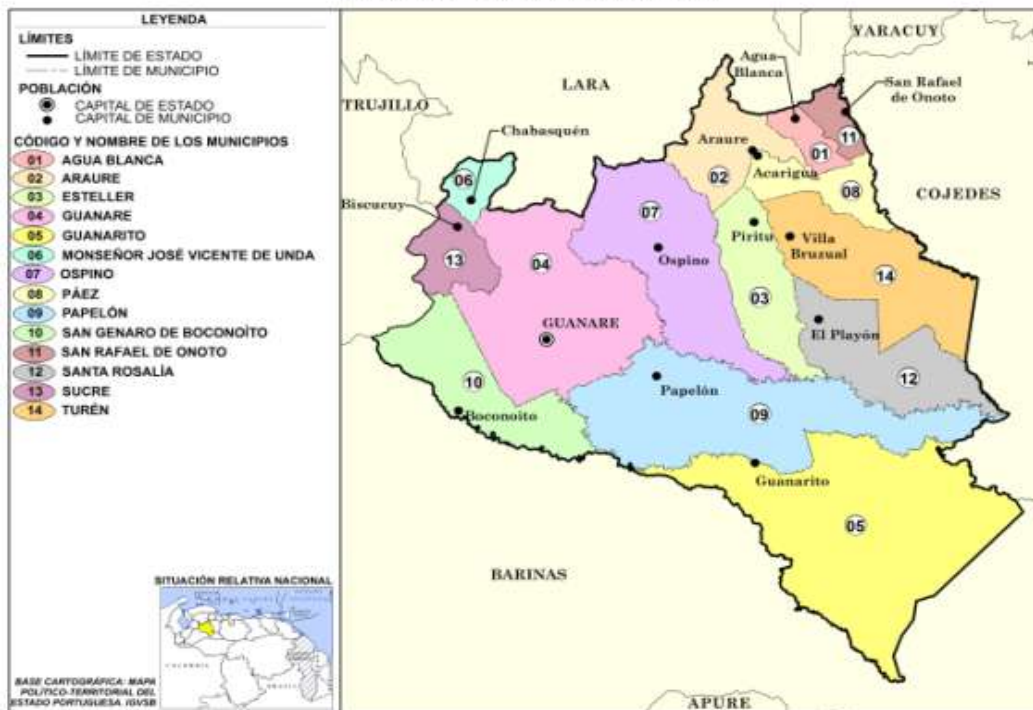 LEYENDA
LÍMITES
LÍMITE DE ESTADO
LÍMITE DE MUNICIPIO
POBLACIÓN
CAPITAL DE ESTADO
CAPITAL DE MUNICIPIO
CÓDIGO Y NOMBRE DE LOS MUNICIPIOS
01 AGUA BLANCA
02 ARAURE
03 ESTELLER
04 GUANARE
05 GUANARITO
06 MONSEÑOR JOSÉ VICENTE DE UNDA
07 OSPINO
08 PÁEZ
09 PAPELÓN
10 SAN GENARO DE BOCONOÍTO
11 SAN RAFAEL DE ONOTO
12 SANTA ROSALÍA
13 SUCRE
14 TURÉN
SITUACIÓN RELATIVA NACIONAL
BASE CARTOGRÁFICA: MAPA
POLÍTICO-TERRITORIAL DEL
ESTADO PORTUGUESA. IGVSB
YARACUY
Agua
Blanca
LARA
San Rafael
de Onoto
TRUJILLO
Chabasquén
Araure
11
01
Acarigua
06
02
08
COJEDES
Biscucuy
07
Píritu
Villa
Bruzual
13
04
Ospino
14
03
GUANARE
El Playón
10
12
Papelón
Boconoito
09
Guanarito
05
BARINAS
APURE